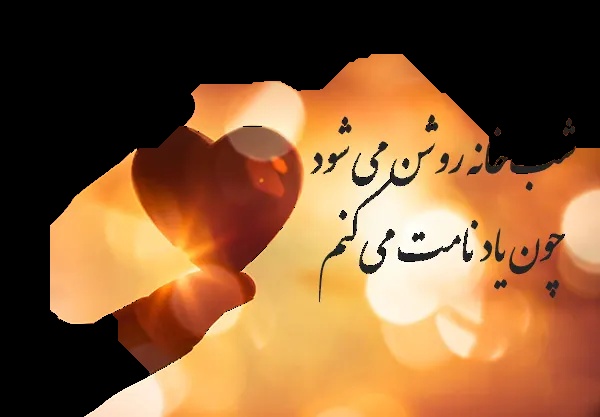 شب خانه روشن می شود
چون یاد نامت می کنم